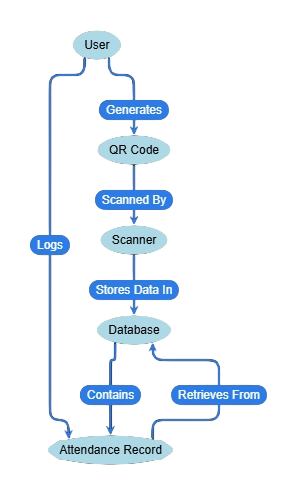 User
Generates
QR Code
Scanned By
Scanner
Logs
Stores Data In
Database
Contains
Retrieves From
Attendance Record